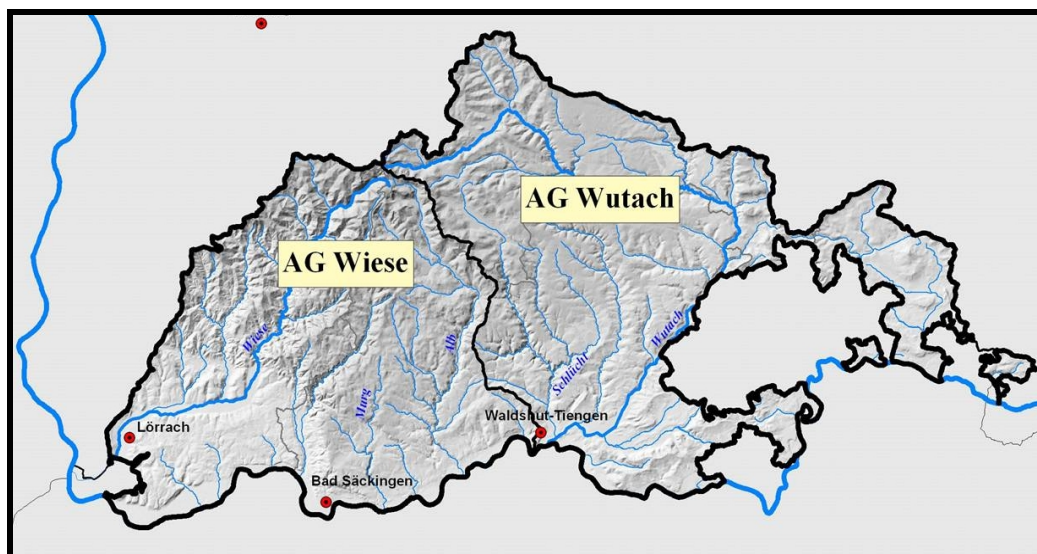 AG Wutach
AG Wiese
Wiese
Alb
Wutach
Schlücht
Murg
Waldshut-Tiengen
Lörrach
Bad Säckingen